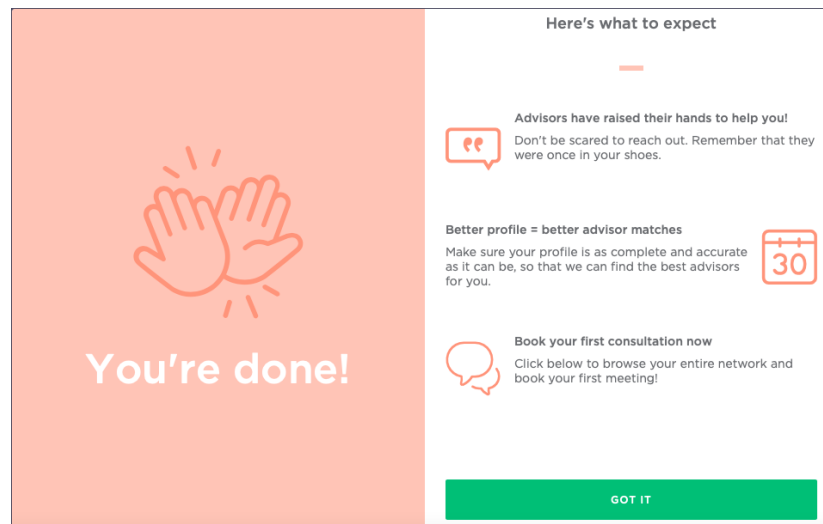 You're done!
Here's what to expect
Advisors have raised their hands to help you!
Don't be scared to reach out. Remember that they
were once in your shoes.
Better profile = better advisor matches
Make sure your profile is as complete and accurate
as it can be, so that we can find the best advisors
for you.
30
Book your first consultation now
Click below to browse your entire network and
book your first meeting!
GOT IT